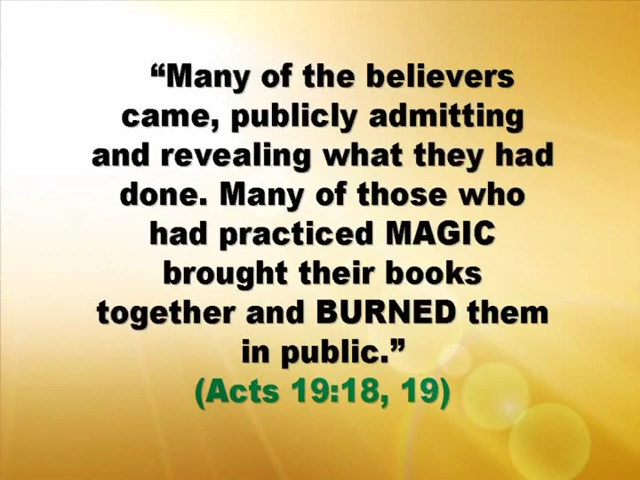 “Many of the believers
came, publicly admitting
and revealing what they had
done. Many of those who
had practiced MAGIC
brought their books
together and BURNED them
in public.”
(Acts 19:18, 19)